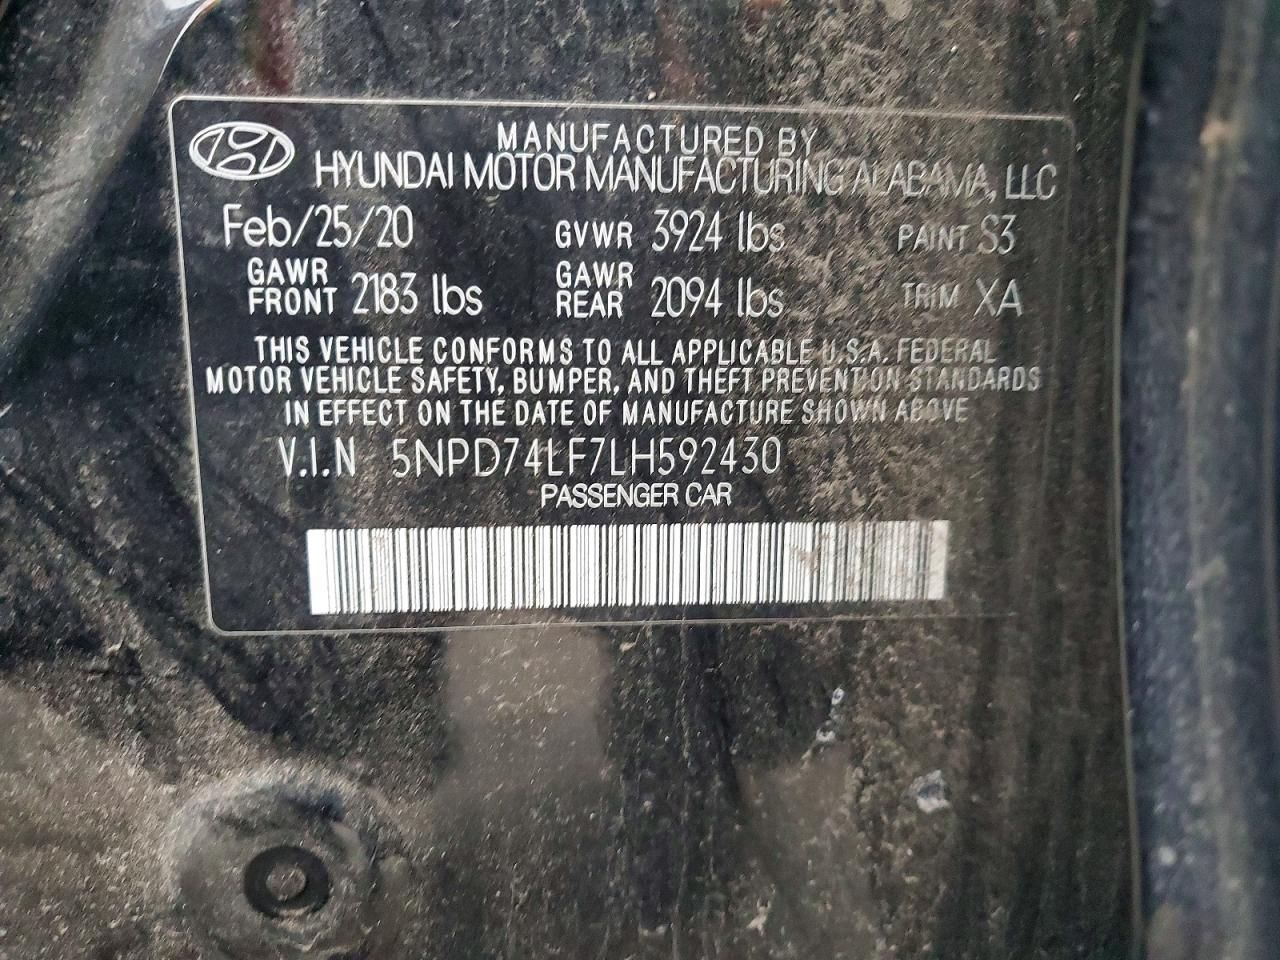 MANUFACTURED BY
HYUNDAI MOTOR MANUFACTURING ALABAMA, LLC
Feb/25/20 GVWR 3924 lbs PAINT S3
GAWR FRONT 2183 lbs GAWR REAR 2094 lbs TRIM XA
THIS VEHICLE CONFORMS TO ALL APPLICABLE U.S.A. FEDERAL
MOTOR VEHICLE SAFETY, BUMPER, AND THEFT PREVENTION STANDARDS
IN EFFECT ON THE DATE OF MANUFACTURE SHOWN ABOVE
V.I.N 5NPD74LF7LH592430
PASSENGER CAR